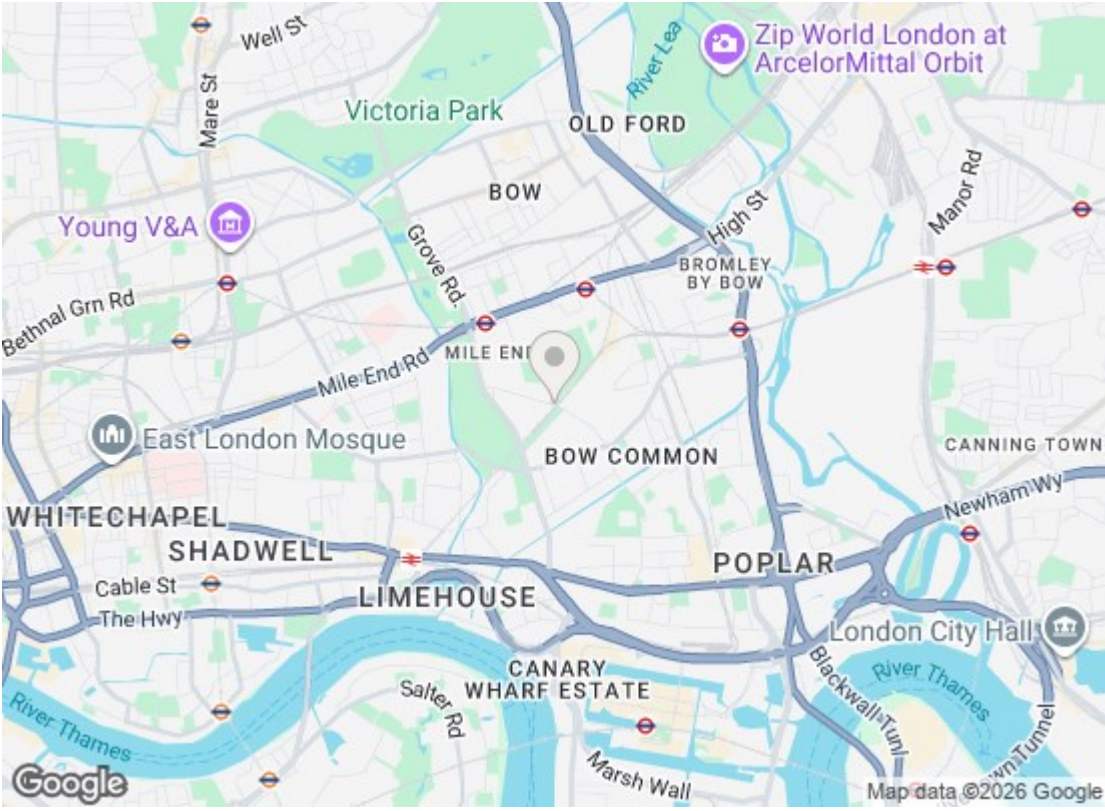 Well St
Mare St
Victoria Park
River Lea
Zip World London at
ArcelorMittal Orbit
OLD FORD
BOW
Young V&A
Grove Rd.
High St
Manor Rd
BROMLEY
BY BOW
Bethnal Grn Rd
MILE END
Mile End Rd
East London Mosque
BOW COMMON
CANNING TOWN
Newham Wy
WHITECHAPEL
SHADWELL
POPLAR
Cable St
LIMEHOUSE
The Hwy
London City Hall
CANARY
WHARF ESTATE
Salter Rd
River Thames
River Thames
Blackwall Tunl
Marsh Wall
wn Tunnel
Google
Map data ©2026 Google